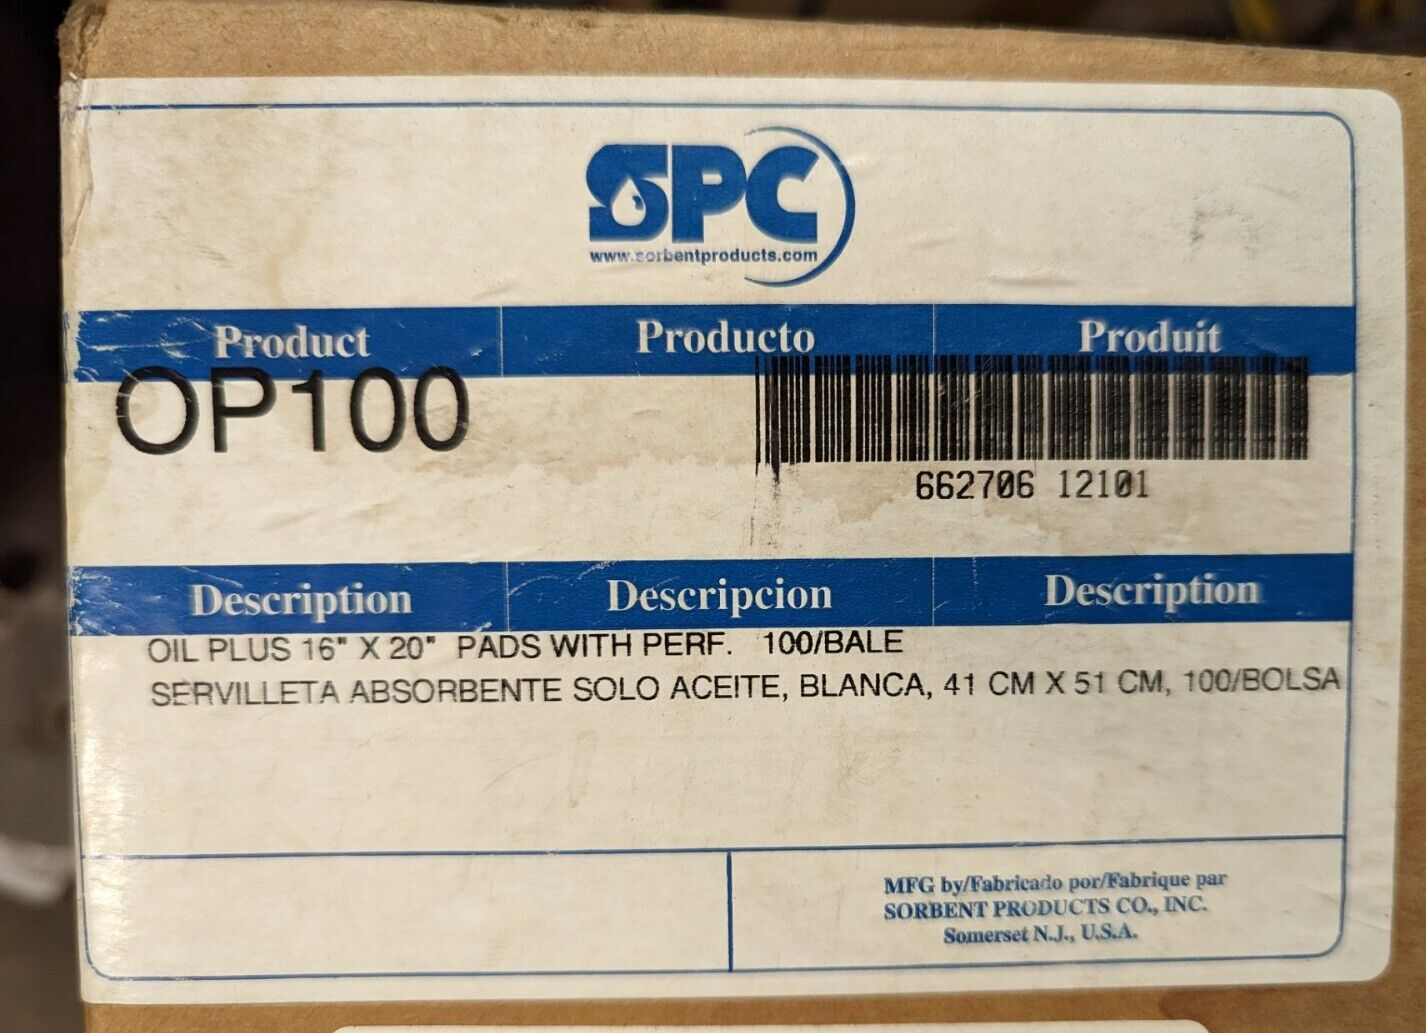 SPC
www.sorbentproducts.com
Product Producto Produit
OP100
662706 12101
Description Descripcion Description
OIL PLUS 16" X 20" PADS WITH PERF. 100/BALE
SERVILLETA ABSORBENTE SOLO ACEITE, BLANCA, 41 CM X 51 CM, 100/BOLSA
MFG by/Fabricado por/Fabrique par
SORBENT PRODUCTS CO., INC.
Somerset N.J., U.S.A.